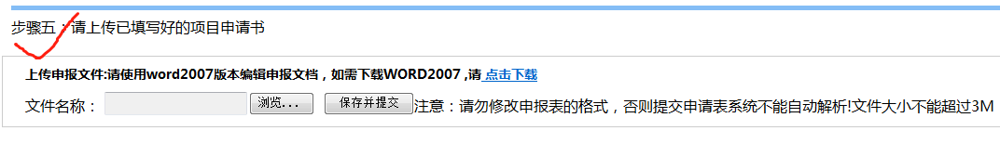 步骤五：请上传已填写好的项目申请书
上传申报文件:请使用word2007版本编辑申报文档，如需下载WORD2007 ,请 点击下载
文件名称： 浏览... 保存并提交 注意：请勿修改申报表的格式，否则提交申请表系统不能自动解析!文件大小不能超过3M